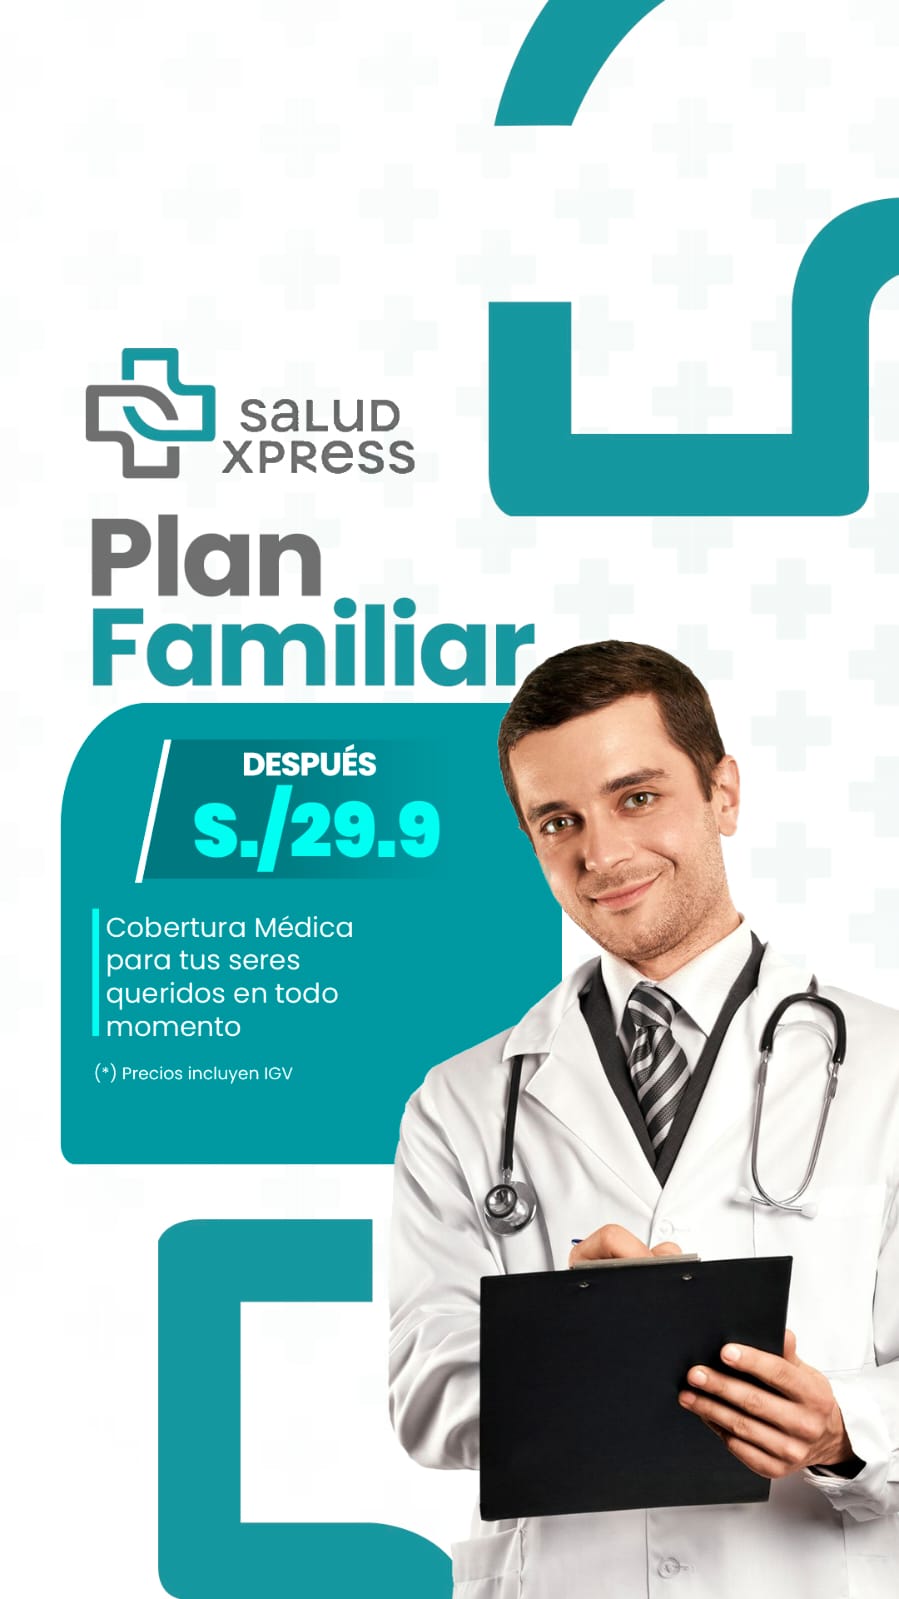 SALUD
XPRESS
Plan
Familiar
DESPUÉS
S./29.9
Cobertura Médica
para tus seres
queridos en todo
momento
(*) Precios incluyen IGV